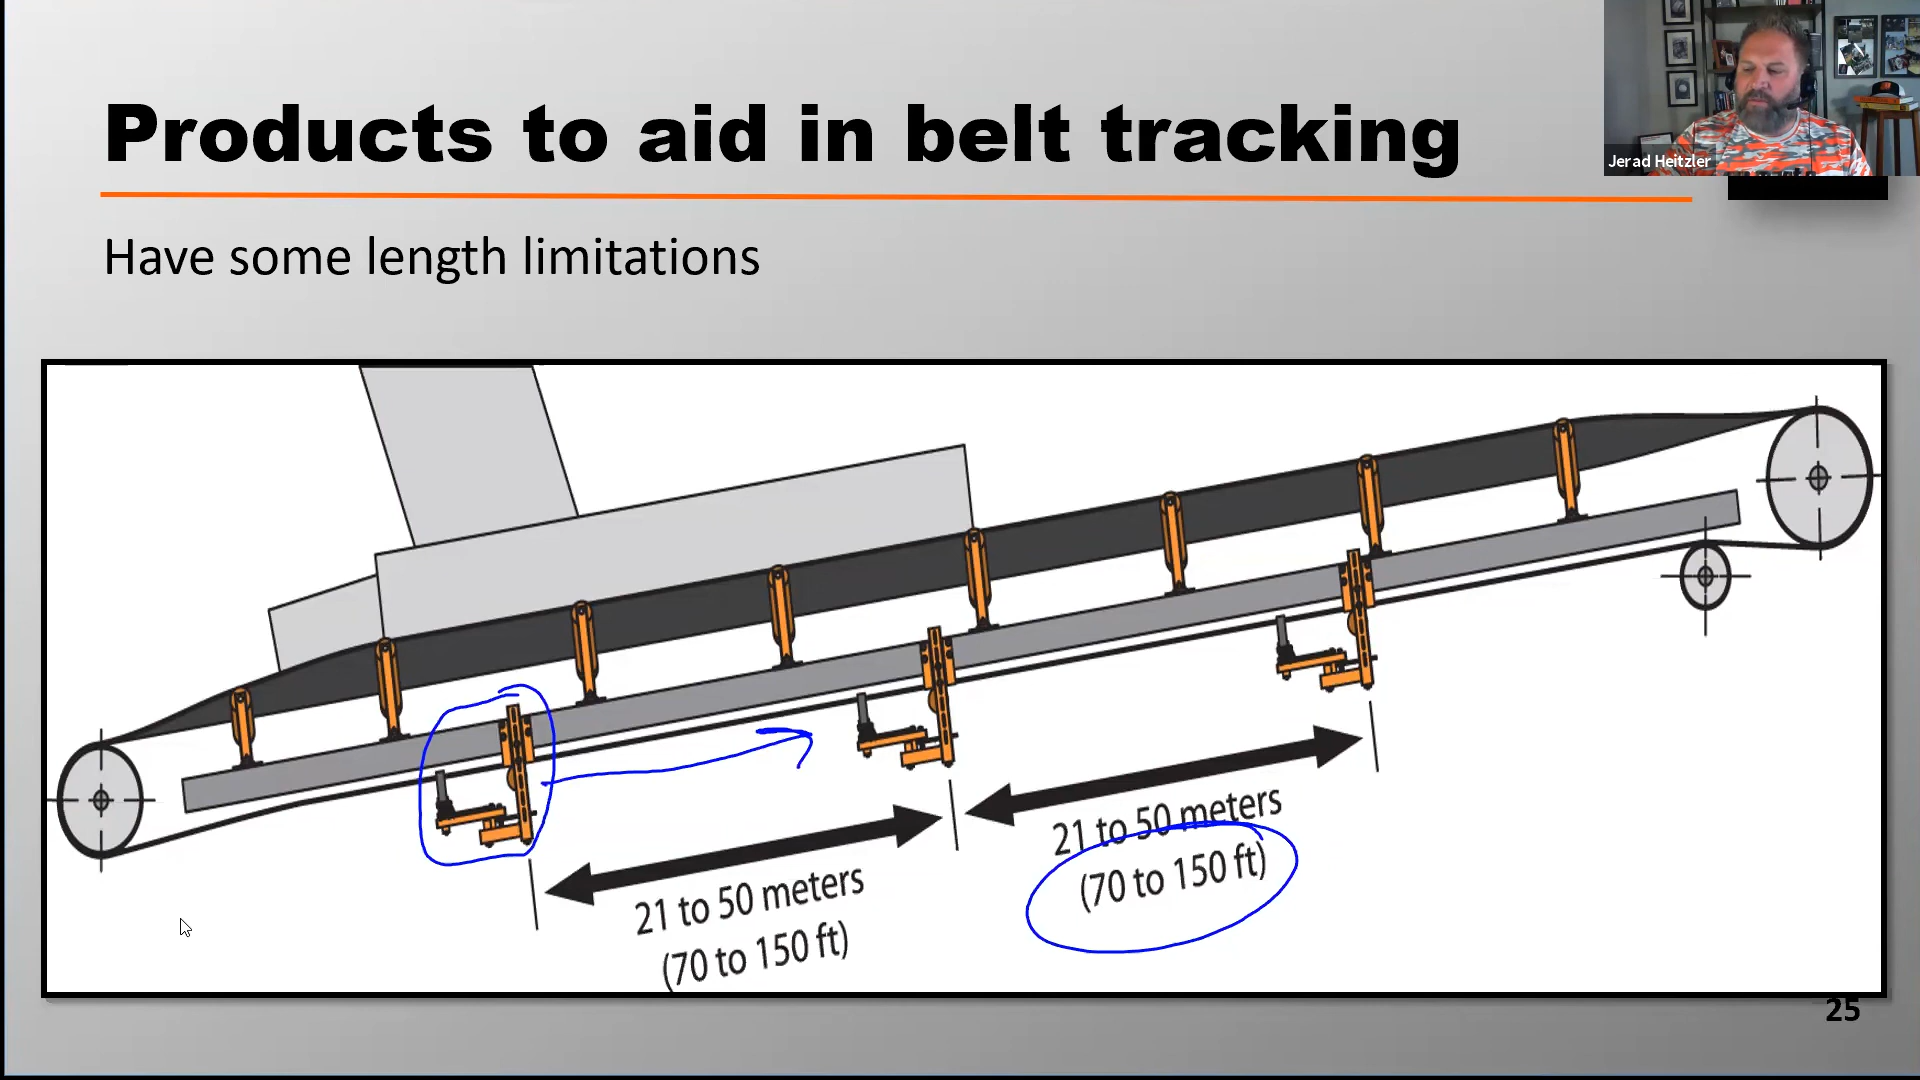 Products to aid in belt tracking
Jerad Heitzler
Have some length limitations
21 to 50 meters
(70 to 150 ft)
21 to 50 meters
(70 to 150 ft)
25